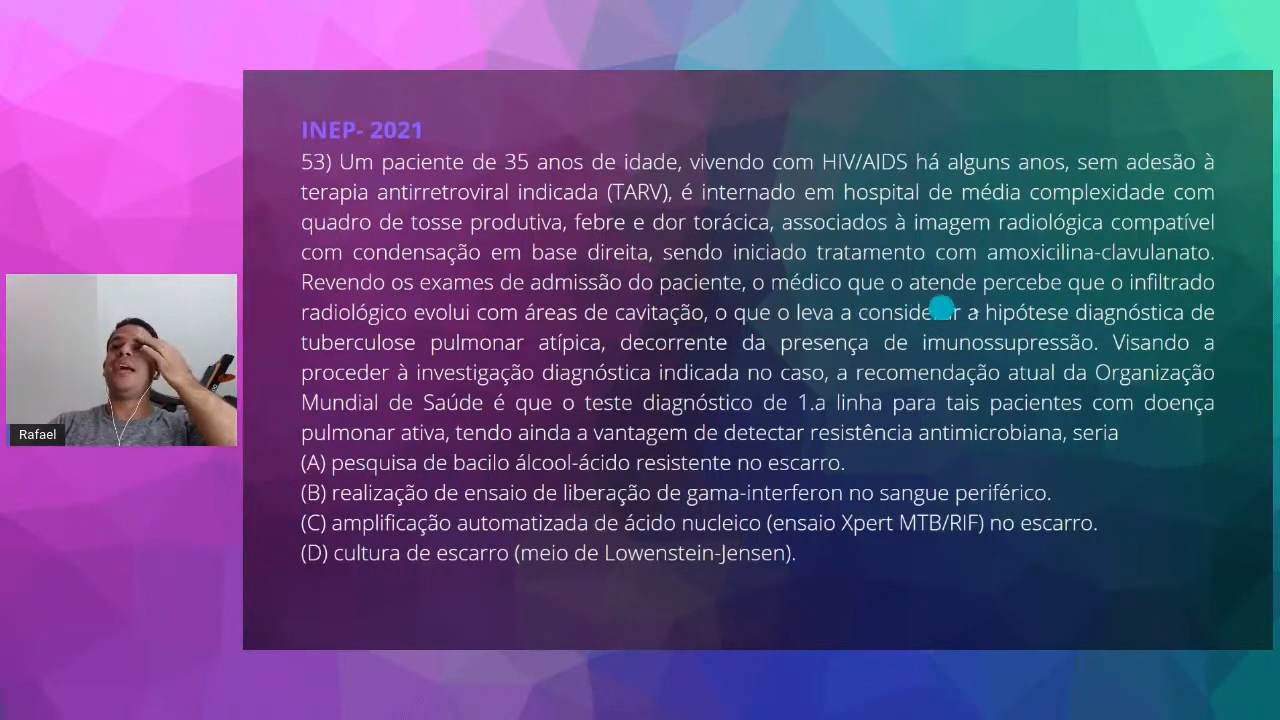 INEP- 2021
53) Um paciente de 35 anos de idade, vivendo com HIV/AIDS há alguns anos, sem adesão à
terapia antirretroviral indicada (TARV), é internado em hospital de média complexidade com
quadro de tosse produtiva, febre e dor torácica, associados à imagem radiológica compatível
com condensação em base direita, sendo iniciado tratamento com amoxicilina-clavulanato.
Revendo os exames de admissão do paciente, o médico que o atende percebe que o infiltrado
radiológico evolui com áreas de cavitação, o que o leva a a hipótese diagnóstica de
tuberculose pulmonar atípica, decorrente da presença de imunossupressão. Visando a
proceder à investigação diagnóstica indicada no caso, a recomendação atual da Organização
Mundial de Saúde é que o teste diagnóstico de 1.a linha para tais pacientes com doença
pulmonar ativa, tendo ainda a vantagem de detectar resistência antimicrobiana, seria
(A) pesquisa de bacilo álcool-ácido resistente no escarro.
(B) realização de ensaio de liberação de gama-interferon no sangue periférico.
(C) amplificação automatizada de ácido nucleico (ensaio Xpert MTB/RIF) no escarro.
(D) cultura de escarro (meio de Lowenstein-Jensen).
Rafael